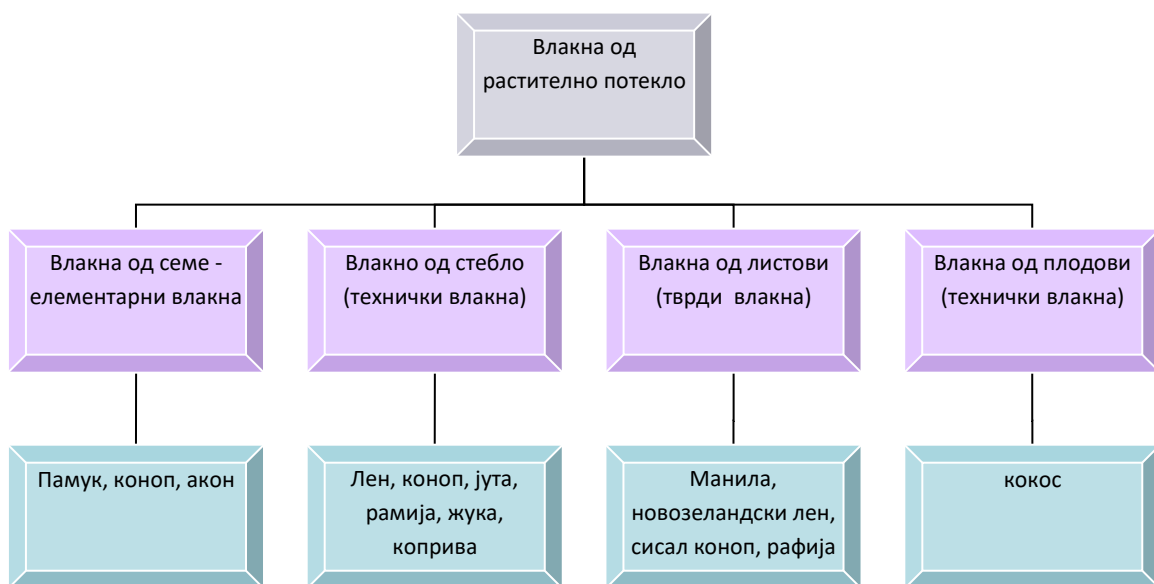 Влакна од
растително потекло
Влакна од семе -
елементарни влакна
Влакно од стебло
(технички влакна)
Влакна од листови
(тврди влакна)
Влакна од плодови
(технички влакна)
Памук, коноп, акон
Лен, коноп, јута,
рамија, жука,
коприва
Манила,
новозеландски лен,
сисал коноп, рафија
кокос